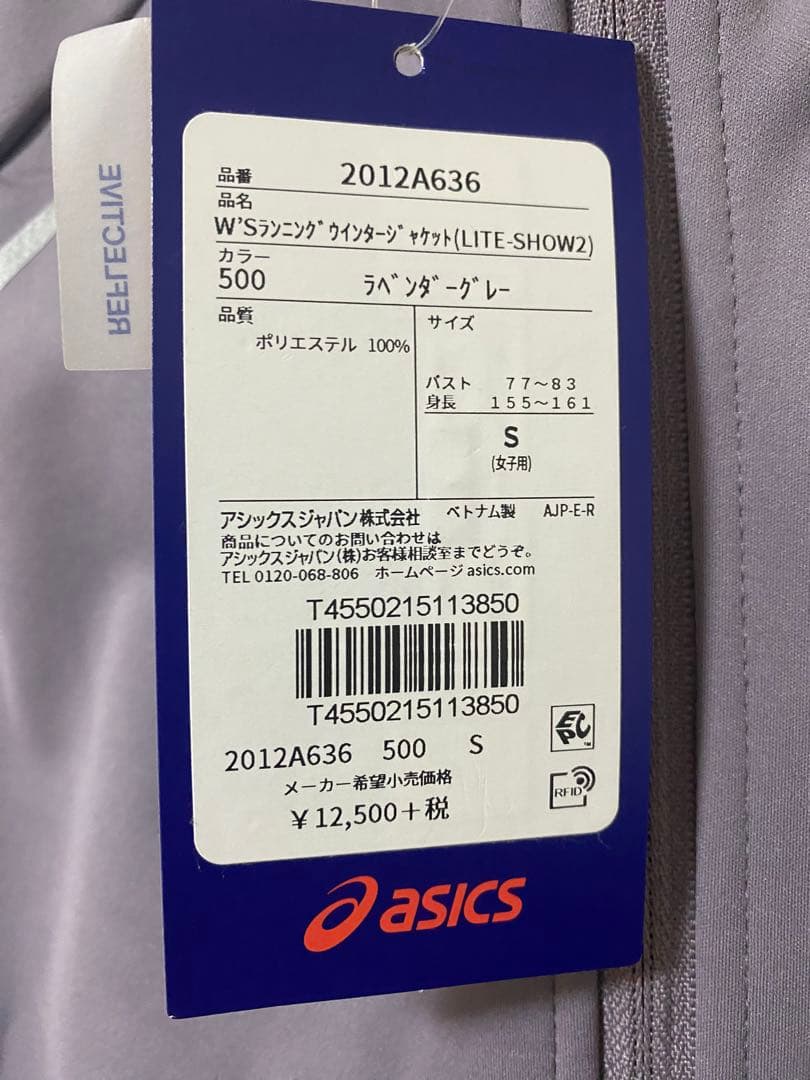 REFLECTIVE
品番 2012A636
品名
W'Sﾗﾝﾆﾝｸﾞｳｲﾝﾀｰｼﾞｬｹｯﾄ(LITE-SHOW2)
カラー
500 ﾗﾍﾞﾝﾀﾞｰｸﾞﾚｰ
品質
ポリエステル 100%
サイズ
バスト 77～83
身長 155～161
S
(女子用)
アシックスジャパン株式会社 ベトナム製 AJP-E-R
商品についてのお問い合わせは
アシックスジャパン(株)お客様相談室までどうぞ。
TEL 0120-068-806 ホームページ asics.com
T4550215113850
T4550215113850
2012A636 500 S
メーカー希望小売価格
¥12,500+税
EPC
TM
RFID
asics